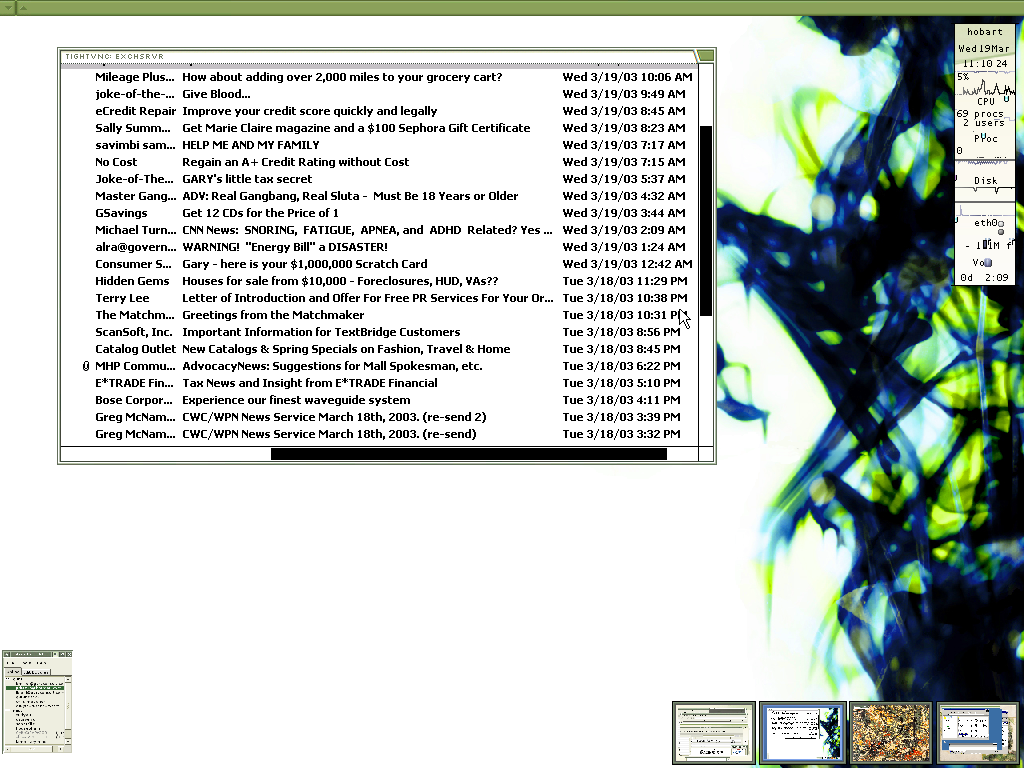 TIGHTVNC: EXCHSRVR
Mileage Plus... How about adding over 2,000 miles to your grocery cart? Wed 3/19/03 10:06 AM
joke-of-the-... Give Blood... Wed 3/19/03 9:49 AM
eCredit Repair Improve your credit score quickly and legally Wed 3/19/03 8:45 AM
Sally Summ... Get Marie Claire magazine and a $100 Sephora Gift Certificate Wed 3/19/03 8:23 AM
savimbi sam... HELP ME AND MY FAMILY Wed 3/19/03 7:17 AM
No Cost Regain an A+ Credit Rating without Cost Wed 3/19/03 7:15 AM
Joke-of-The... GARY's little tax secret Wed 3/19/03 5:37 AM
Master Gang... ADV: Real Gangbang, Real Sluta - Must Be 18 Years or Older Wed 3/19/03 4:32 AM
GSavings Get 12 CDs for the Price of 1 Wed 3/19/03 3:44 AM
Michael Turn... CNN News: SNORING, FATIGUE, APNEA, and ADHD Related? Yes ... Wed 3/19/03 2:09 AM
alra@govern... WARNING! "Energy Bill" a DISASTER! Wed 3/19/03 1:24 AM
Consumer S... Gary - here is your $1,000,000 Scratch Card Wed 3/19/03 12:42 AM
Hidden Gems Houses for sale from $10,000 - Foreclosures, HUD, VAs?? Tue 3/18/03 11:29 PM
Terry Lee Letter of Introduction and Offer For Free PR Services For Your Or... Tue 3/18/03 10:38 PM
The Matchm... Greetings from the Matchmaker Tue 3/18/03 10:31 PM
ScanSoft, Inc. Important Information for TextBridge Customers Tue 3/18/03 8:56 PM
Catalog Outlet New Catalogs & Spring Specials on Fashion, Travel & Home Tue 3/18/03 8:45 PM
MHP Commu... AdvocacyNews: Suggestions for Mall Spokesman, etc. Tue 3/18/03 6:22 PM
E*TRADE Fin... Tax News and Insight from E*TRADE Financial Tue 3/18/03 5:10 PM
Bose Corpor... Experience our finest waveguide system Tue 3/18/03 4:11 PM
Greg McNam... CWC/WPN News Service March 18th, 2003. (re-send 2) Tue 3/18/03 3:39 PM
Greg McNam... CWC/WPN News Service March 18th, 2003. (re-send) Tue 3/18/03 3:32 PM
hobart
Wed19Mar
11:10 24
5%
CPU
69 procs
2 users
Proc
0
Disk
eth0
0d 2:09